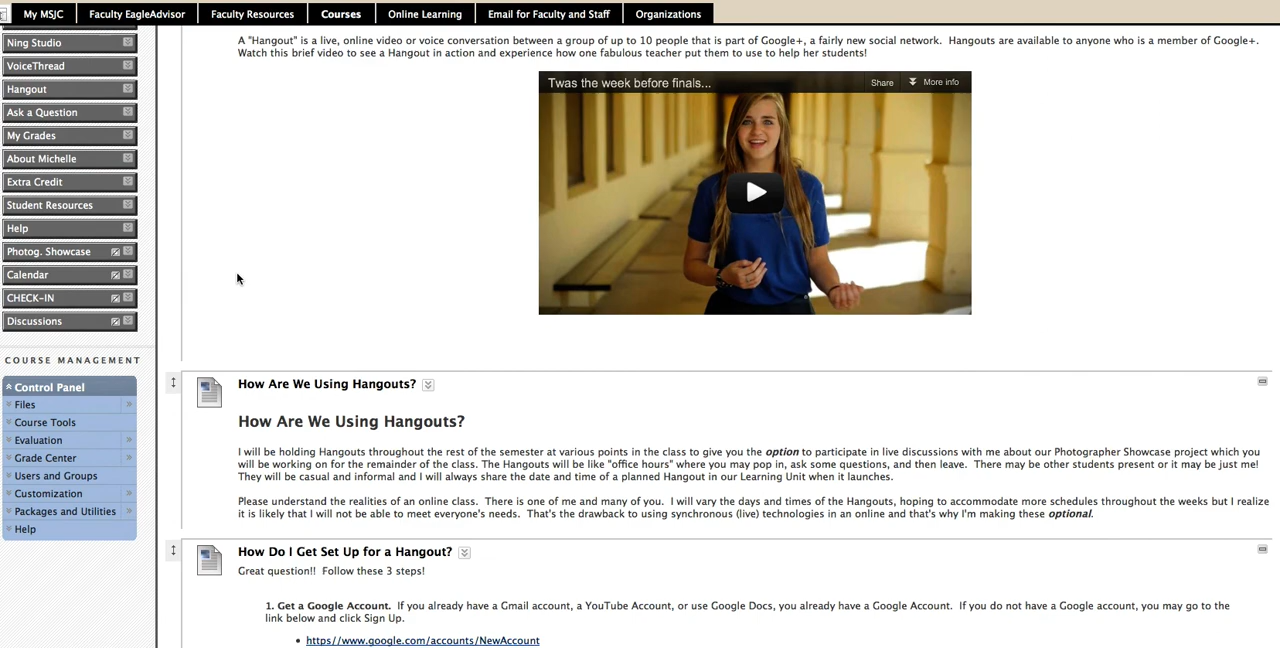 My MSJC
Faculty EagleAdvisor
Faculty Resources
Courses
Online Learning
Email for Faculty and Staff
Organizations
Ning Studio
VoiceThread
Hangout
Ask a Question
My Grades
About Michelle
Extra Credit
Student Resources
Help
Photog. Showcase
Calendar
CHECK-IN
Discussions
COURSE MANAGEMENT
Control Panel
Files
Course Tools
Evaluation
Grade Center
Users and Groups
Customization
Packages and Utilities
Help
A "Hangout" is a live, online video or voice conversation between a group of up to 10 people that is part of Google+, a fairly new social network.  Hangouts are available to anyone who is a member of Google+.
Watch this brief video to see a Hangout in action and experience how one fabulous teacher put them to use to help her students!
Twas the week before finals...
Share
More info
How Are We Using Hangouts?
How Are We Using Hangouts?
I will be holding Hangouts throughout the rest of the semester at various points in the class to give you the option to participate in live discussions with me about our Photographer Showcase project which you
will be working on for the remainder of the class. The Hangouts will be like "office hours" where you may pop in, ask some questions, and then leave.  There may be other students present or it may be just me!
They will be casual and informal and I will always share the date and time of a planned Hangout in our Learning Unit when it launches.
Please understand the realities of an online class.  There is one of me and many of you.  I will vary the days and times of the Hangouts, hoping to accommodate more schedules throughout the weeks but I realize
it is likely that I will not be able to meet everyone's needs.  That's the drawback to using synchronous (live) technologies in an online and that's why I'm making these optional.
How Do I Get Set Up for a Hangout?
Great question!!  Follow these 3 steps!
1. Get a Google Account.  If you already have a Gmail account, a YouTube Account, or use Google Docs, you already have a Google Account.  If you do not have a Google account, you may go to the
link below and click Sign Up.
• https://www.google.com/accounts/NewAccount